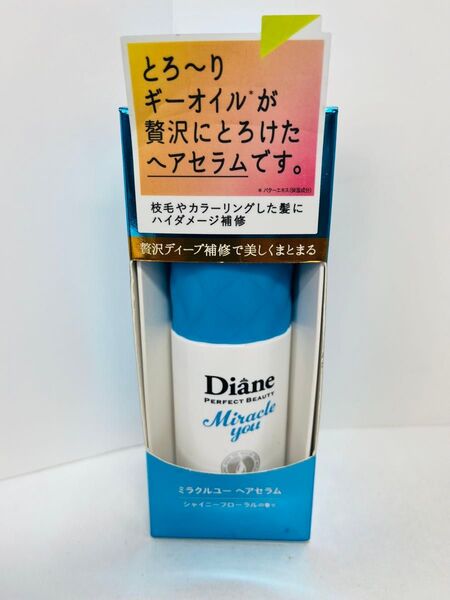 とろ〜り
ギーオイル*が
贅沢にとろけた
ヘアセラムです。
*バターエキス(保湿成分)
枝毛やカラーリングした髪に
ハイダメージ補修
贅沢ディープ補修で美しくまとまる
Diâne
PERFECT BEAUTY
Miracle
you
ミラクルユー ヘアセラム
シャイニーフローラルの香り